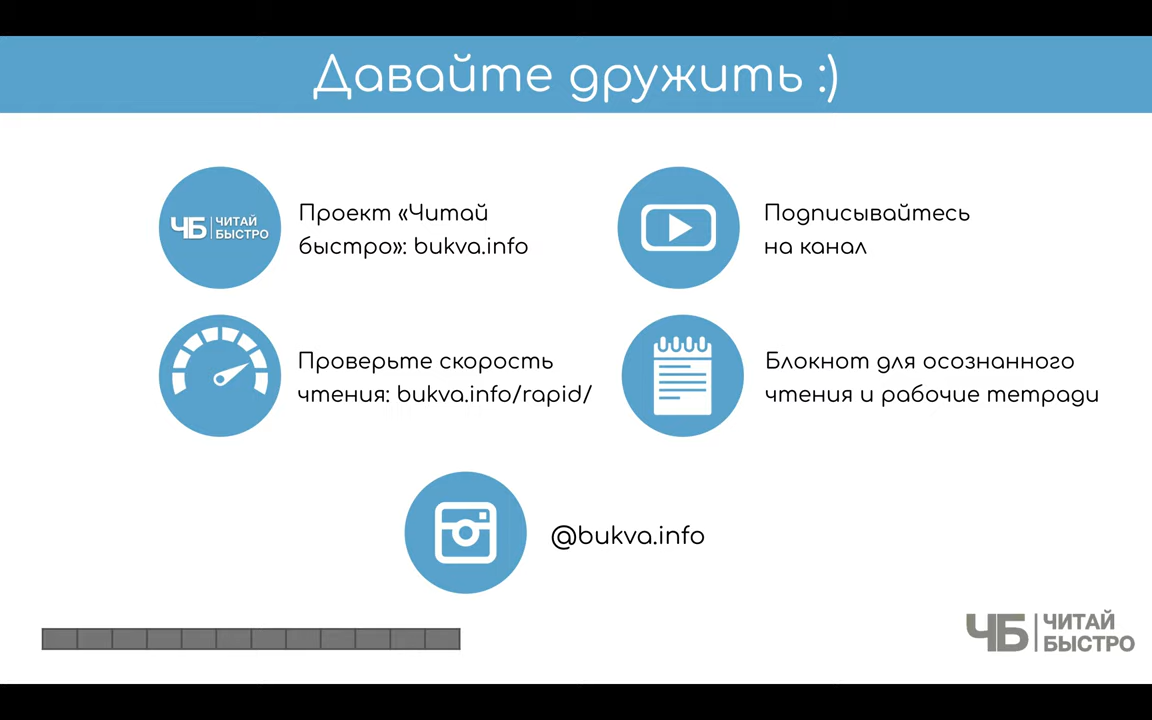 Давайте дружить :)
ЧБ ЧИТАЙ
БЫСТРО
Проект «Читай
быстро»: bukva.info
Подписывайтесь
на канал
Проверьте скорость
чтения: bukva.info/rapid/
Блокнот для осознанного
чтения и рабочие тетради
@bukva.info
ЧБ ЧИТАЙ
БЫСТРО